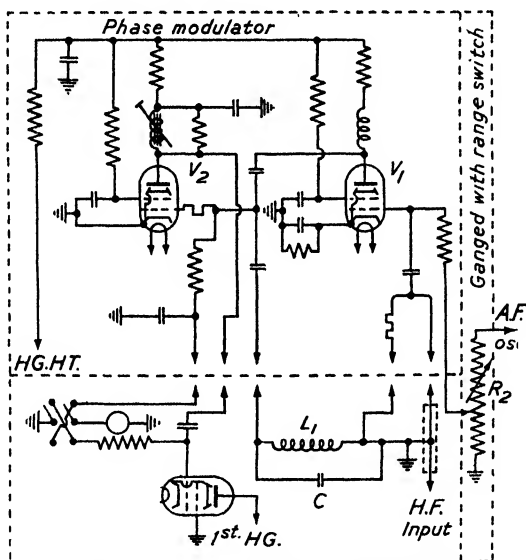 Phase modulator
V2
V1
Ganged with range switch
HG.HT.
A.F.
osc
R2
L1
C
1st. HG.
H.F.
Input